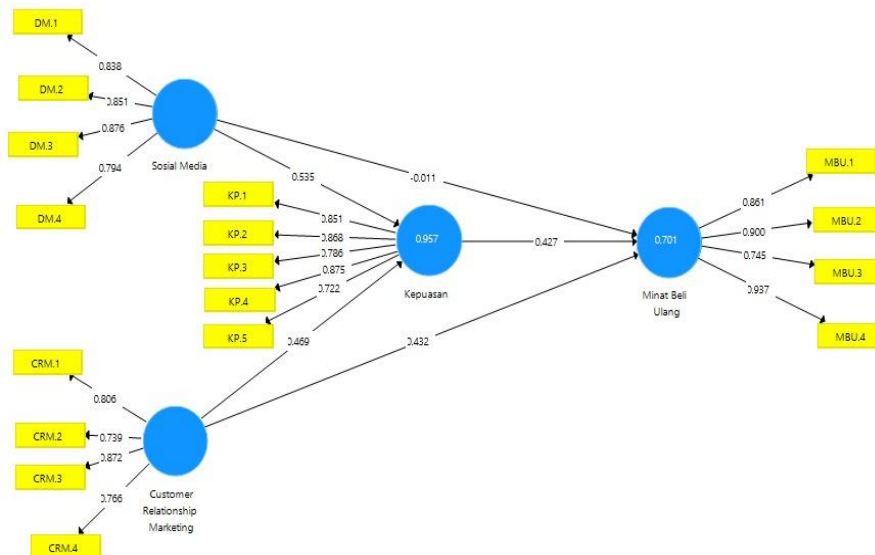 DM.1
0.838
DM.2
0.851
DM.3
0.876
0.794
DM.4
Sosial Media
-0.011
0.535
KP.1
0.851
KP.2
0.868
KP.3
0.786
KP.4
0.875
KP.5
0.722
0.957
Kepuasan
0.427
0.701
Minat Beli
Ulang
MBU.1
0.861
MBU.2
0.900
MBU.3
0.745
0.937
MBU.4
0.469
0.432
CRM.1
0.806
CRM.2
0.739
CRM.3
0.872
0.766
CRM.4
Customer
Relationship
Marketing